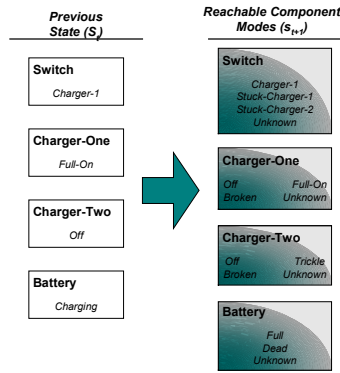 Previous
State (St)
Switch
Charger-1
Charger-One
Full-On
Charger-Two
Off
Battery
Charging
Reachable Component
Modes (st+1)
Switch
Charger-1
Stuck-Charger-1
Stuck-Charger-2
Unknown
Charger-One
Off Full-On
Broken Unknown
Charger-Two
Off Trickle
Broken Unknown
Battery
Full
Dead
Unknown